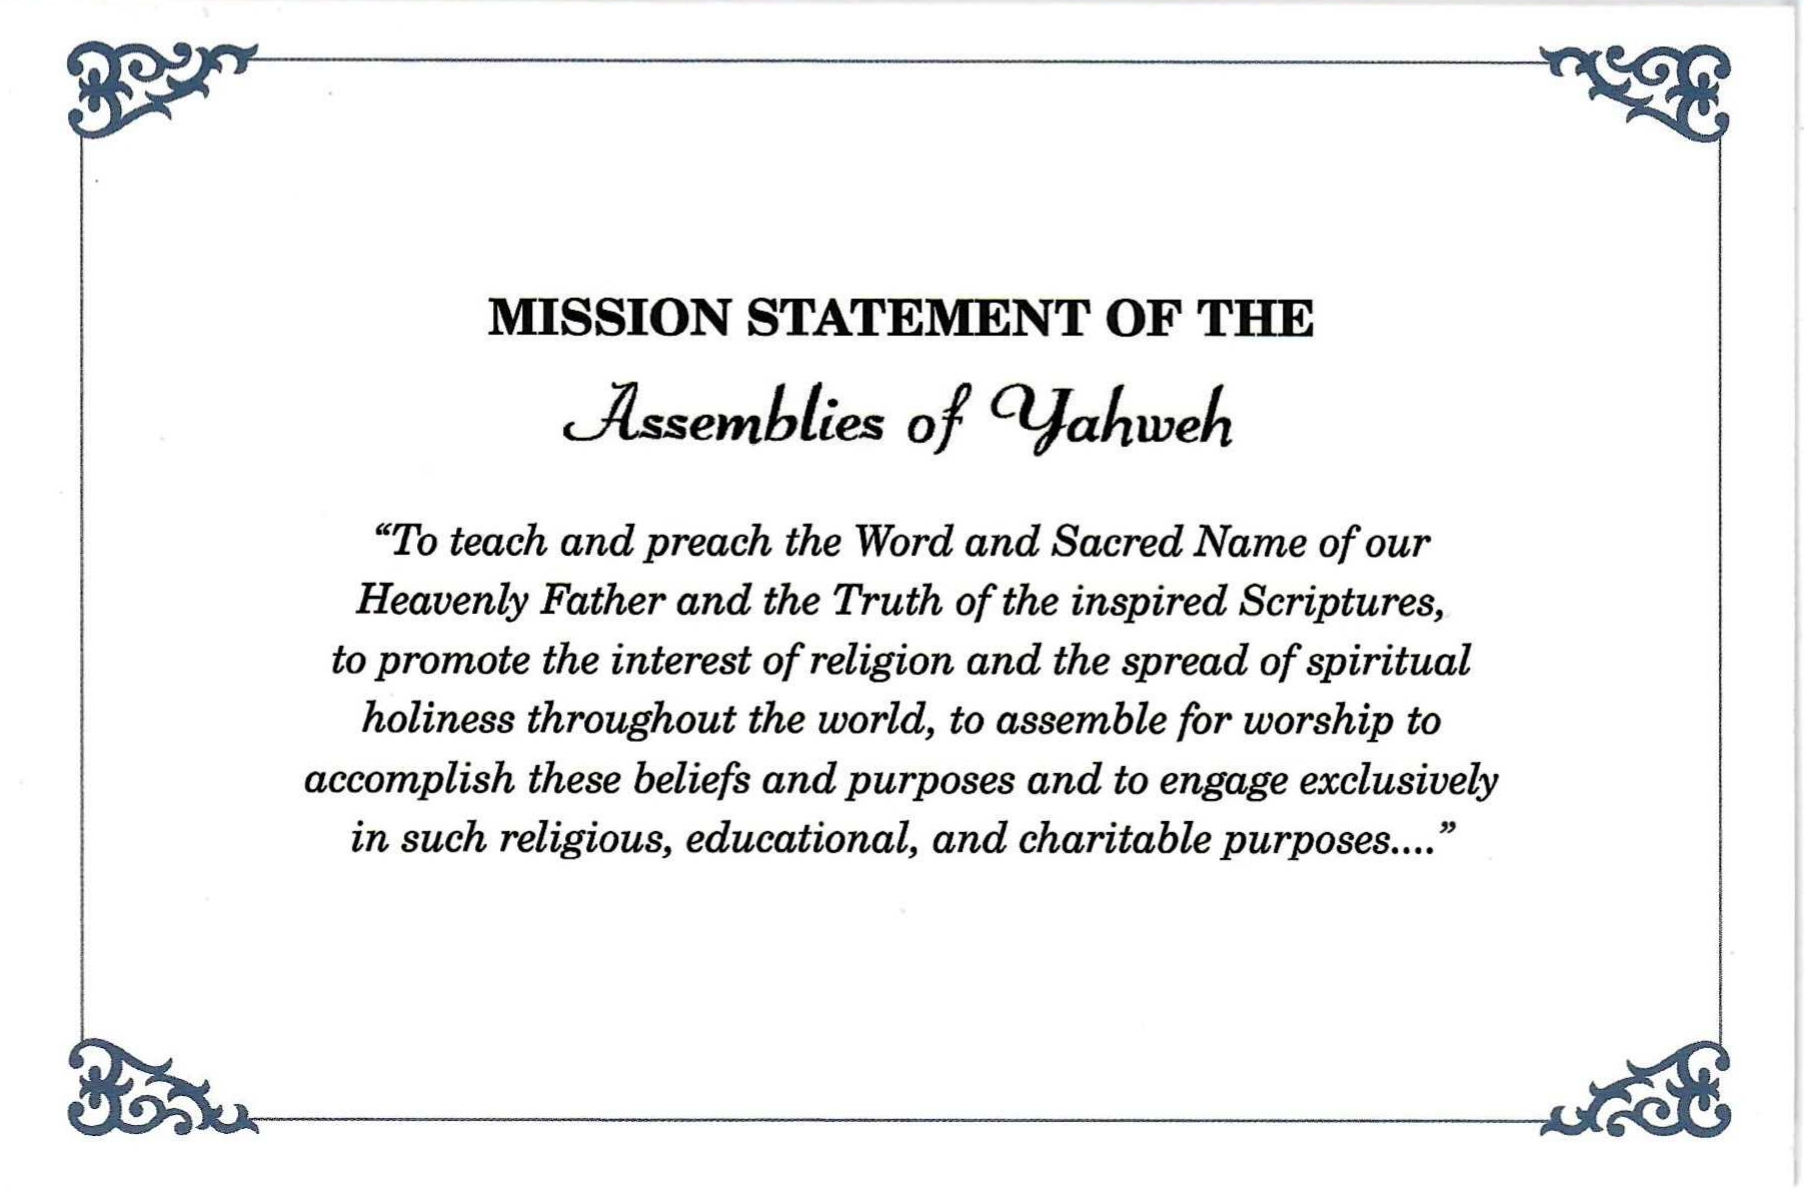 MISSION STATEMENT OF THE
Assemblies of Yahweh
“To teach and preach the Word and Sacred Name of our
Heavenly Father and the Truth of the inspired Scriptures,
to promote the interest of religion and the spread of spiritual
holiness throughout the world, to assemble for worship to
accomplish these beliefs and purposes and to engage exclusively
in such religious, educational, and charitable purposes....”